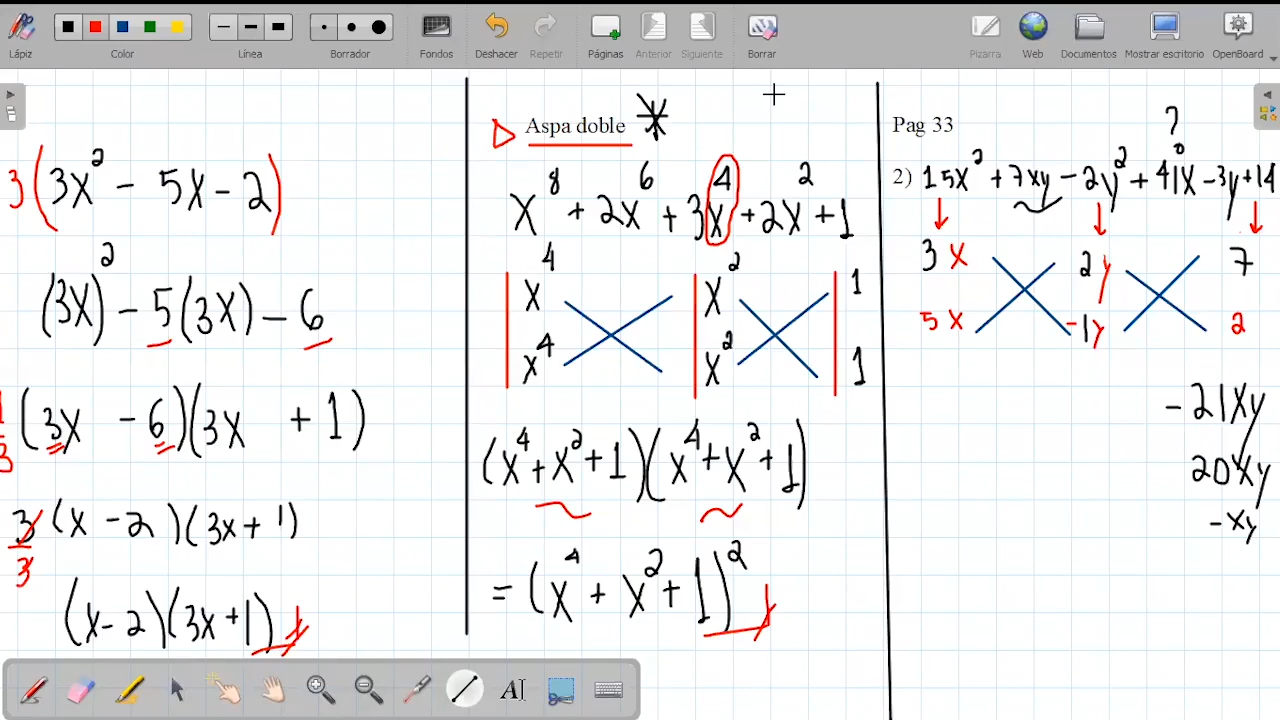 Lápiz Color Línea Borrador Fondos Deshacer Repetir Páginas Anterior Siguiente Borrar Pizarra Web Documentos Mostrar escritorio OpenBoard
3(3x² - 5x - 2)
(3x)² - 5(3x) - 6
(3x - 6)(3x + 1)
3
3/3 (x - 2)(3x + 1)
(x - 2)(3x + 1)
Aspa doble
x⁸ + 2x⁶ + 3x⁴ + 2x² + 1
x⁴ x² 1
x⁴ x² 1
(x⁴ + x² + 1)(x⁴ + x² + 1)
= (x⁴ + x² + 1)²
Pag 33
?
2) 15x² + 7xy - 2y² + 41x - 3y + 14
3x 2y 7
5x -1y 2
- 21xy
20xy
- xy